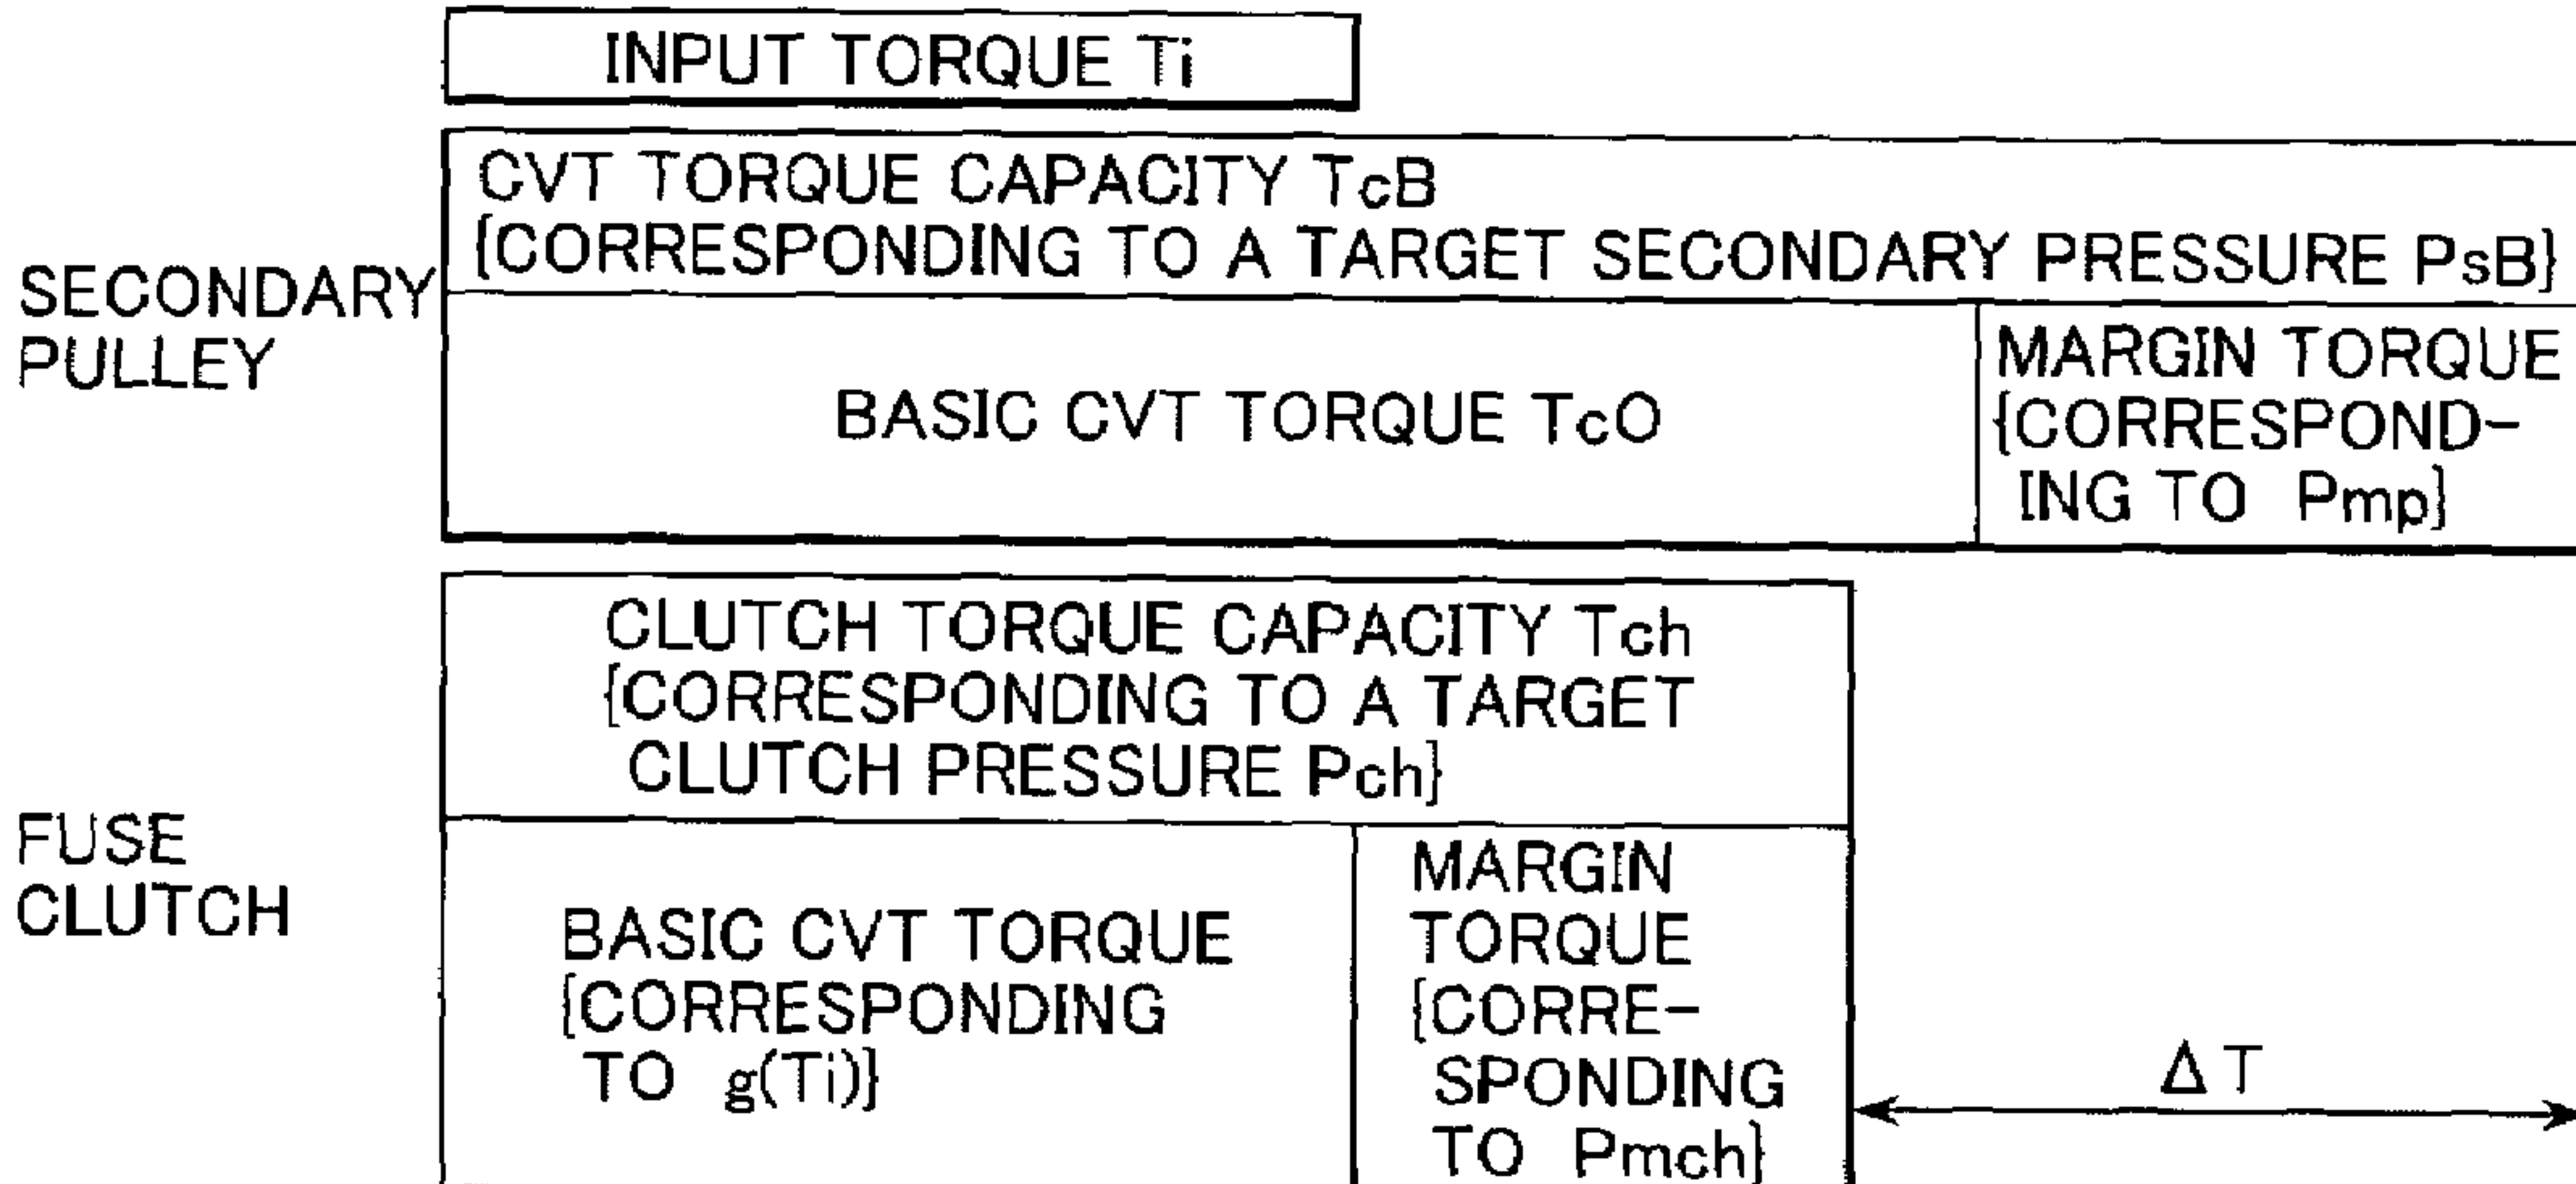 INPUT TORQUE Ti
CVT TORQUE CAPACITY TcB
{CORRESPONDING TO A TARGET SECONDARY PRESSURE PsB}
SECONDARY
PULLEY
BASIC CVT TORQUE TcO
MARGIN TORQUE
{CORRESPOND-
ING TO Pmp}
CLUTCH TORQUE CAPACITY Tch
{CORRESPONDING TO A TARGET
CLUTCH PRESSURE Pch}
FUSE
CLUTCH
BASIC CVT TORQUE
{CORRESPONDING
TO g(Ti)}
MARGIN
TORQUE
{CORRE-
SPONDING
TO Pmch}
ΔT